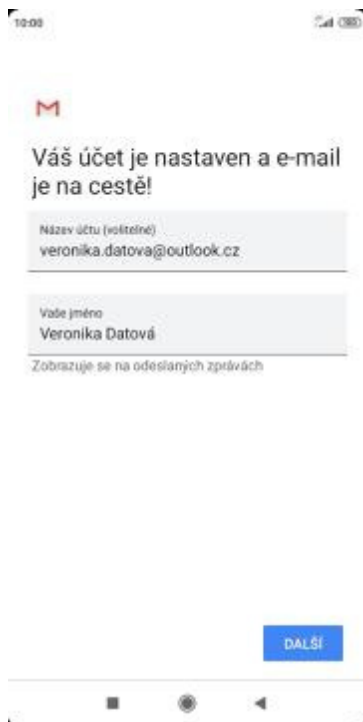 10:00
Váš účet je nastaven a e-mail
je na cestě!
Název účtu (volitelné)
veronika.datova@outlook.cz
Vaše jméno
Veronika Datová
Zobrazuje se na odeslaných zprávách
DALŠÍ